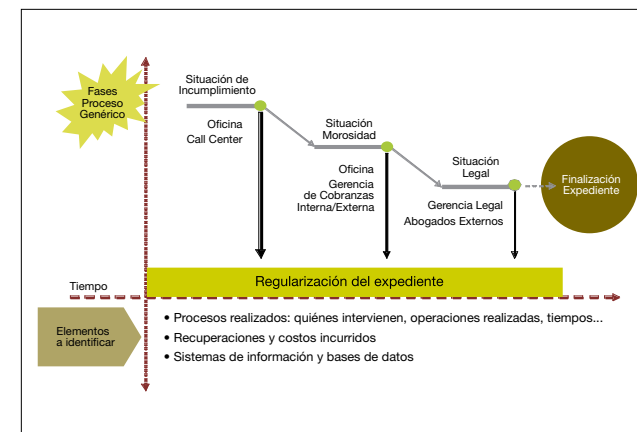 Fases
Proceso
Genérico
Situación de
Incumplimiento
Oficina
Call Center
Situación
Morosidad
Oficina
Gerencia
de Cobranzas
Interna/Externa
Situación
Legal
Gerencia Legal
Abogados Externos
Finalización
Expediente
Tiempo
Regularización del expediente
Elementos
a identificar
• Procesos realizados: quiénes intervienen, operaciones realizadas, tiempos...
• Recuperaciones y costos incurridos
• Sistemas de información y bases de datos